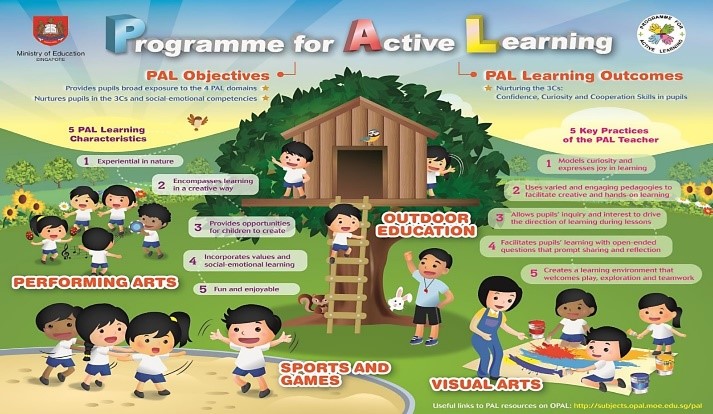 Programme for Active Learning
Ministry of Education
SINGAPORE
PROGRAMME FOR ACTIVE LEARNING
PAL Objectives
Provides pupils broad exposure to the 4 PAL domains
Nurtures pupils in the 3Cs and social-emotional competencies
PAL Learning Outcomes
Nurturing the 3Cs:
Confidence, Curiosity and Cooperation Skills in pupils
5 PAL Learning
Characteristics
1 Experiential in nature
2 Encompasses learning
in a creative way
3 Provides opportunities
for children to create
4 Incorporates values and
social-emotional learning
5 Fun and enjoyable
5 Key Practices
of the PAL Teacher
1 Models curiosity and
expresses joy in learning
2 Uses varied and engaging pedagogies to
facilitate creative and hands-on learning
3 Allows pupils' inquiry and interest to drive
the direction of learning during lessons
4 Facilitates pupils' learning with open-ended
questions that prompt sharing and reflection
5 Creates a learning environment that
welcomes play, exploration and teamwork
OUTDOOR
EDUCATION
PERFORMING ARTS
SPORTS AND
GAMES
VISUAL ARTS
Useful links to PAL resources on OPAL: http://subjects.opal.moe.edu.sg/pal